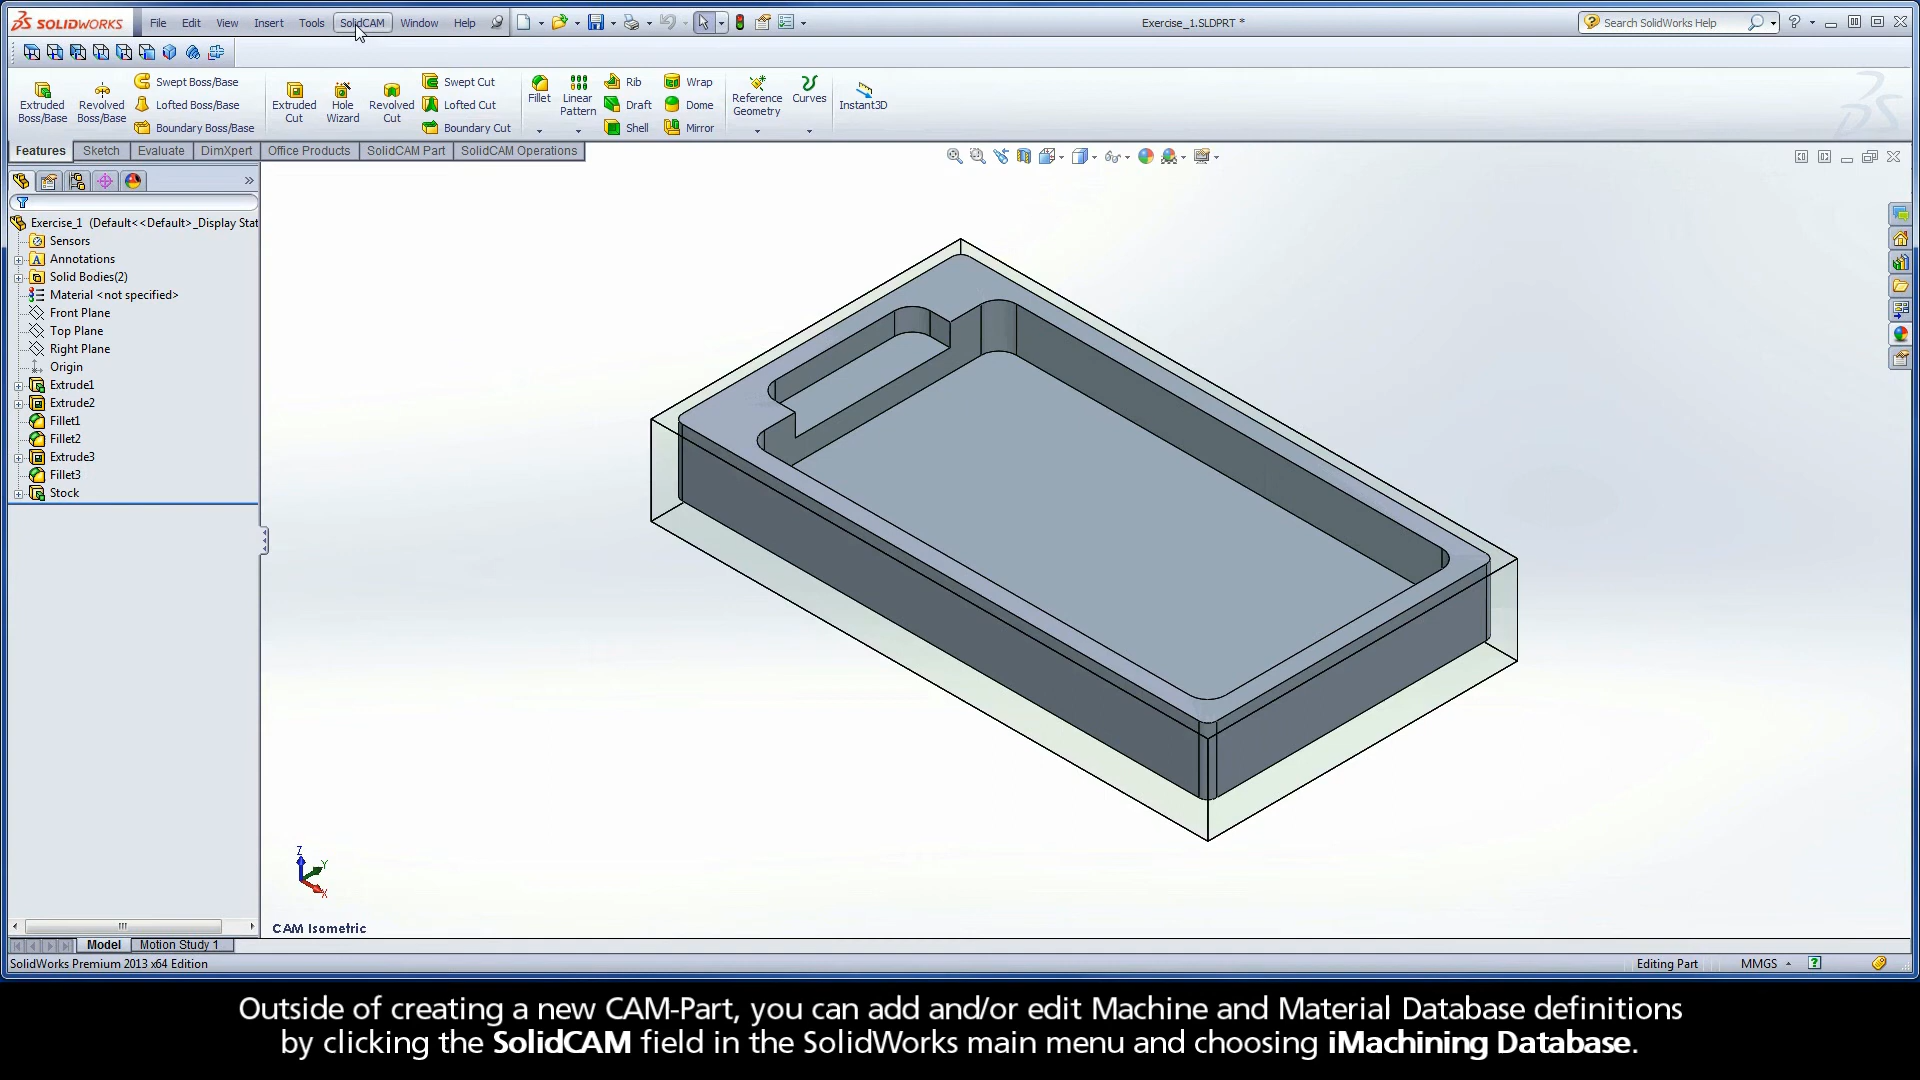 SOLIDWORKS File Edit View Insert Tools SolidCAM Window Help Exercise_1.SLDPRT * Search SolidWorks Help
Extruded Boss/Base
Revolved Boss/Base
Swept Boss/Base
Lofted Boss/Base
Boundary Boss/Base
Extruded Cut
Hole Wizard
Revolved Cut
Swept Cut
Lofted Cut
Boundary Cut
Fillet
Linear Pattern
Rib
Draft
Shell
Wrap
Dome
Mirror
Reference Geometry
Curves
Instant3D
Features Sketch Evaluate DimXpert Office Products SolidCAM Part SolidCAM Operations
Exercise_1 (Default<<Default>_Display Stat
Sensors
Annotations
Solid Bodies(2)
Material <not specified>
Front Plane
Top Plane
Right Plane
Origin
Extrude1
Extrude2
Fillet1
Fillet2
Extrude3
Fillet3
Stock
Z
Y
X
CAM Isometric
Model Motion Study 1
SolidWorks Premium 2013 x64 Edition Editing Part MMGS
Outside of creating a new CAM-Part, you can add and/or edit Machine and Material Database definitions
by clicking the SolidCAM field in the SolidWorks main menu and choosing iMachining Database.